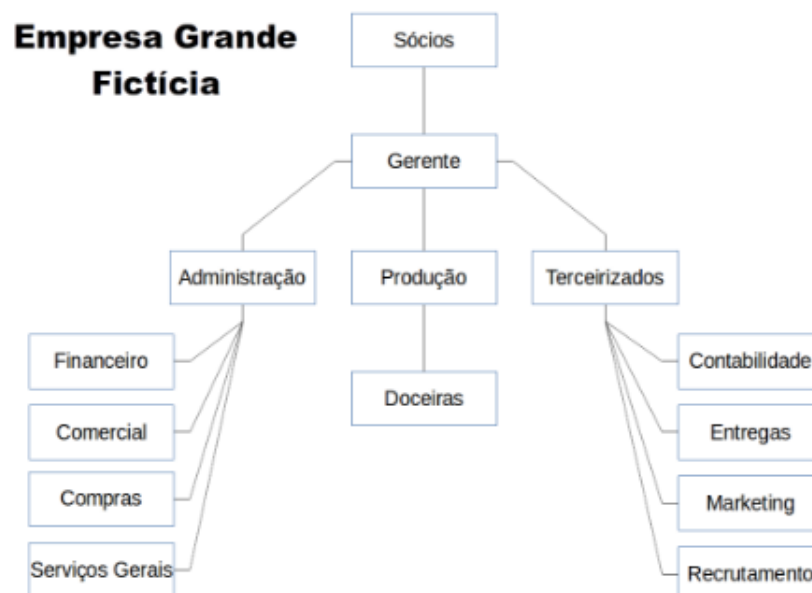 Empresa Grande
Fictícia
Sócios
Gerente
Administração
Produção
Terceirizados
Financeiro
Comercial
Compras
Serviços Gerais
Doceiras
Contabilidade
Entregas
Marketing
Recrutamento